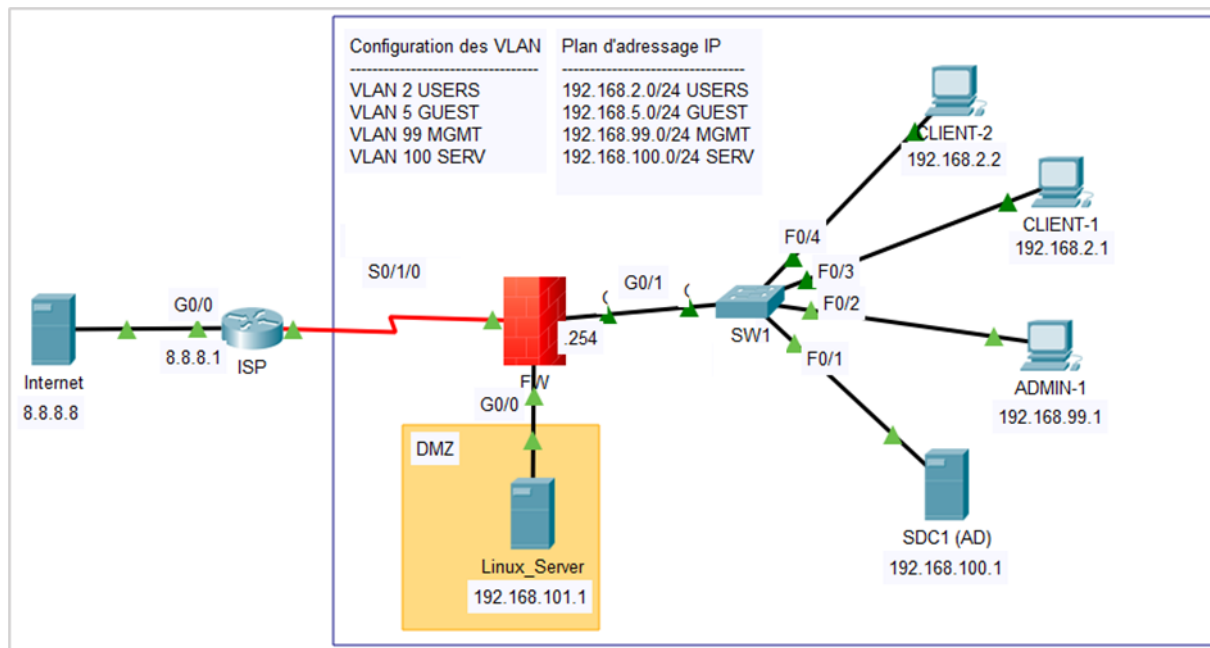 Configuration des VLAN
---------------------------------
VLAN 2 USERS
VLAN 5 GUEST
VLAN 99 MGMT
VLAN 100 SERV
Plan d'adressage IP
--------------------------------
192.168.2.0/24 USERS
192.168.5.0/24 GUEST
192.168.99.0/24 MGMT
192.168.100.0/24 SERV
CLIENT-2
192.168.2.2
CLIENT-1
192.168.2.1
F0/4
F0/3
F0/2
F0/1
S0/1/0
G0/1
G0/0
8.8.8.1
ISP
Internet
8.8.8.8
.254
FW
SW1
G0/0
ADMIN-1
192.168.99.1
DMZ
Linux_Server
192.168.101.1
SDC1 (AD)
192.168.100.1